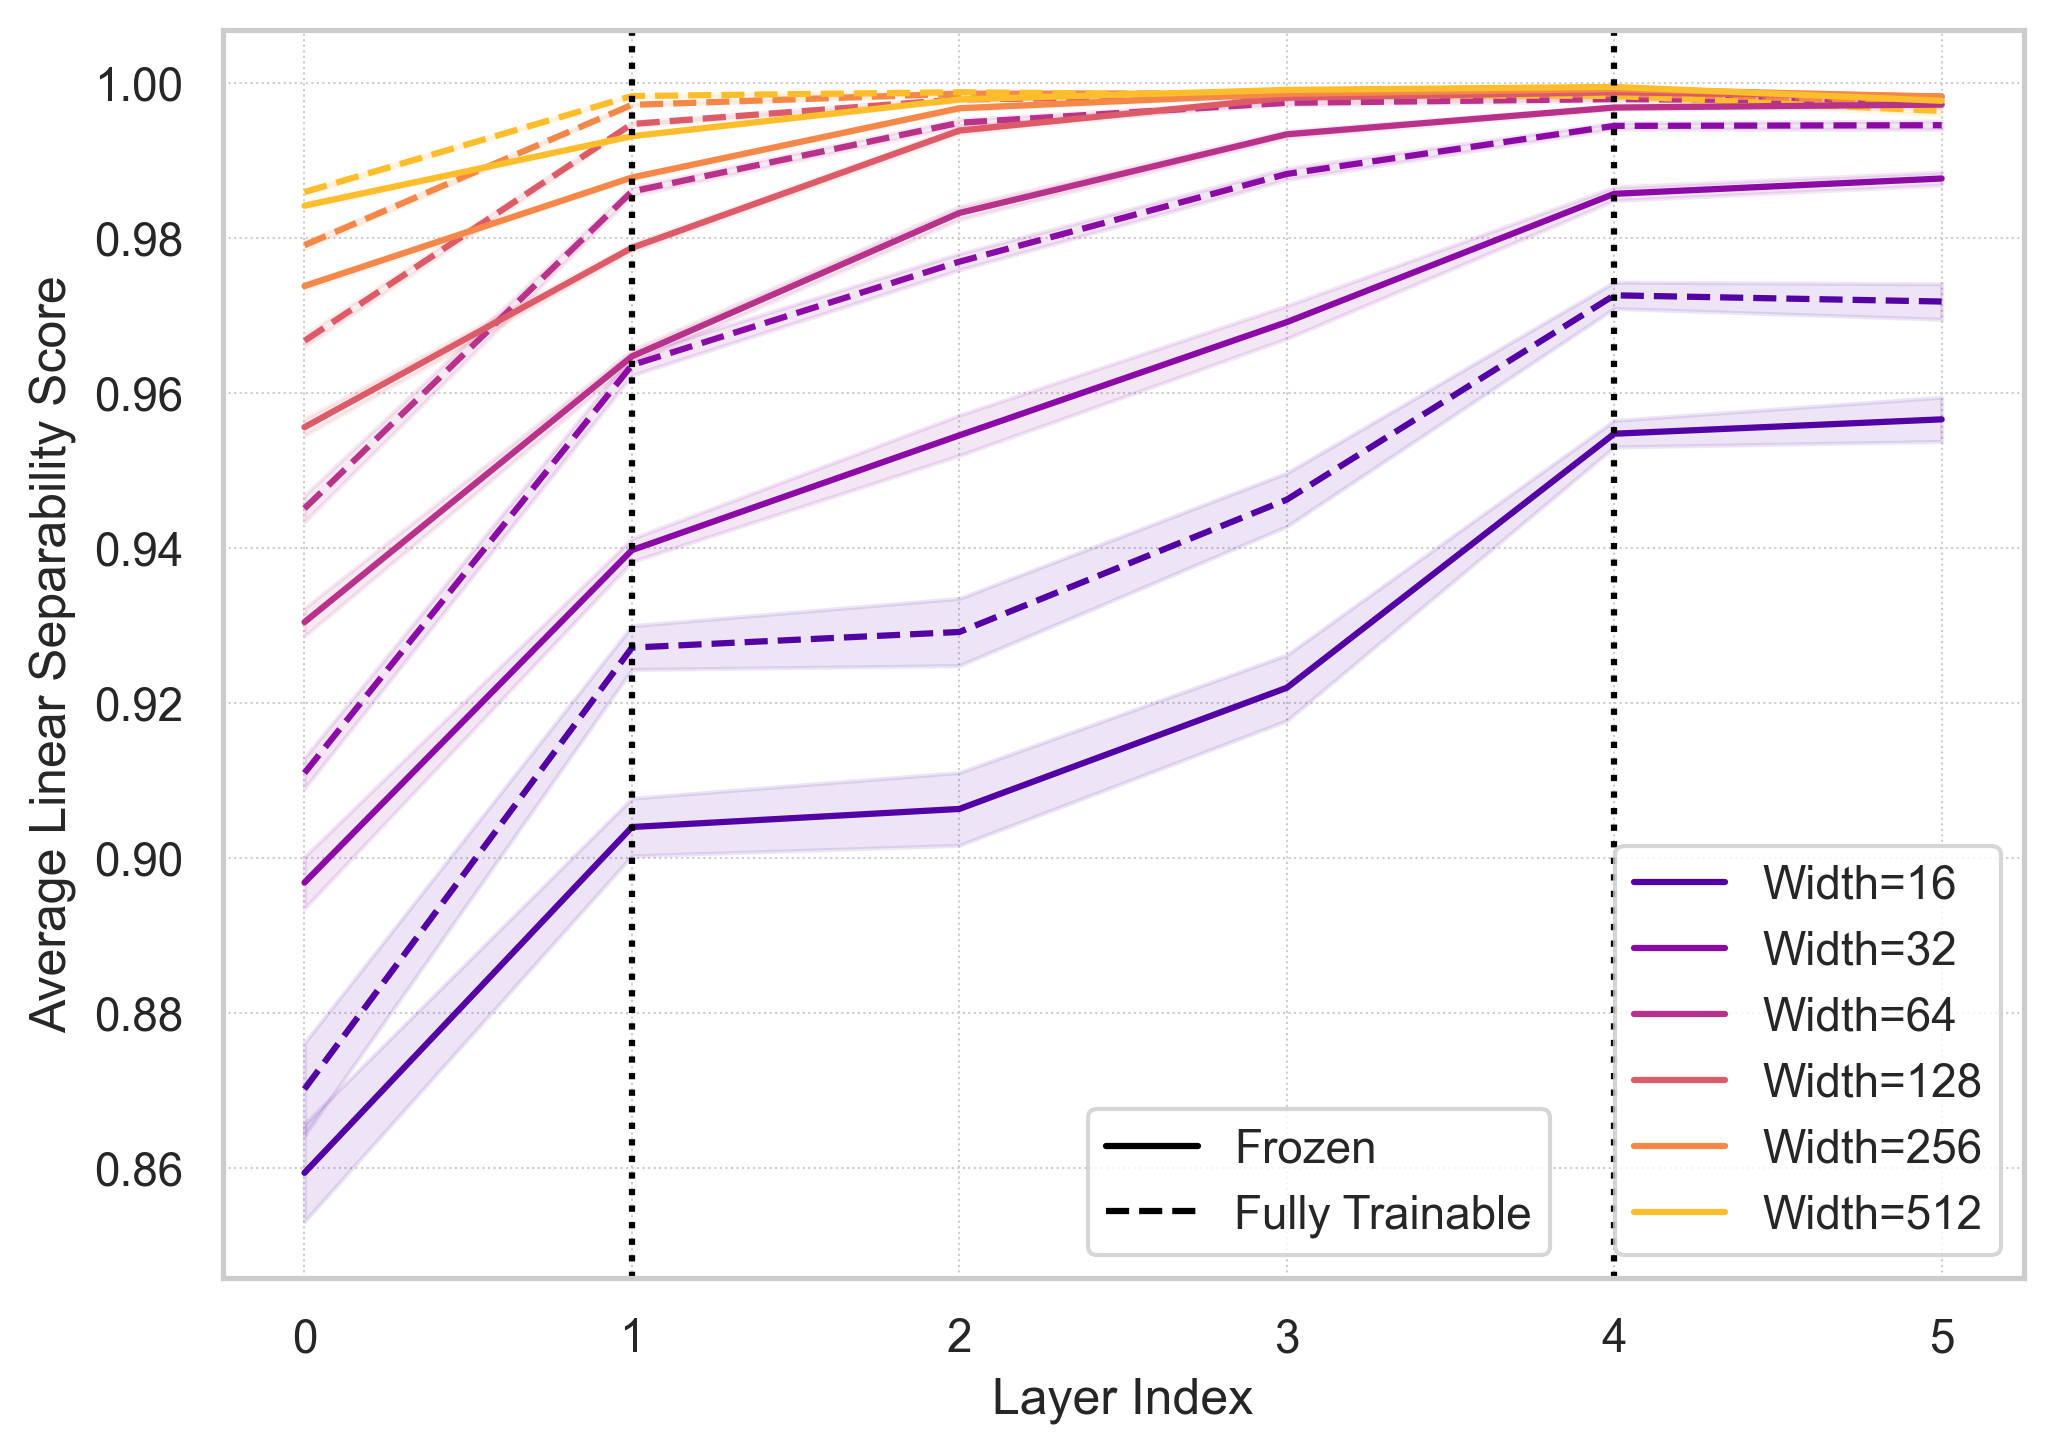 1.00
0.98
0.96
0.94
0.92
0.90
0.88
0.86
Average Linear Separability Score
0 1 2 3 4 5
Layer Index
Frozen
Fully Trainable
Width=16
Width=32
Width=64
Width=128
Width=256
Width=512